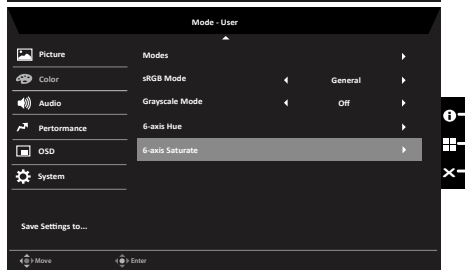 Mode - User
Picture
Modes
Color
sRGB Mode General
Audio
Grayscale Mode Off
Pertormance
6-axis Hue
OSD
6-axis Saturate
System
Save Settings to...
Move Enter